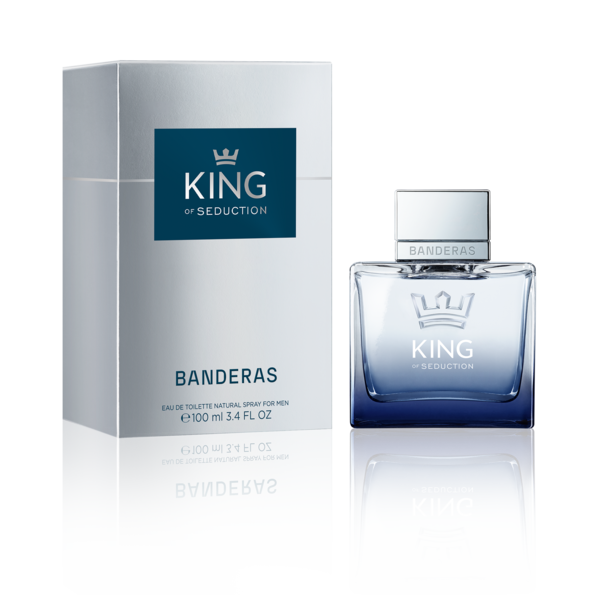 KING
OF SEDUCTION
BANDERAS
EAU DE TOILETTE NATURAL SPRAY FOR MEN
℮100 ml 3.4 FL OZ
BANDERAS
KING
OF SEDUCTION